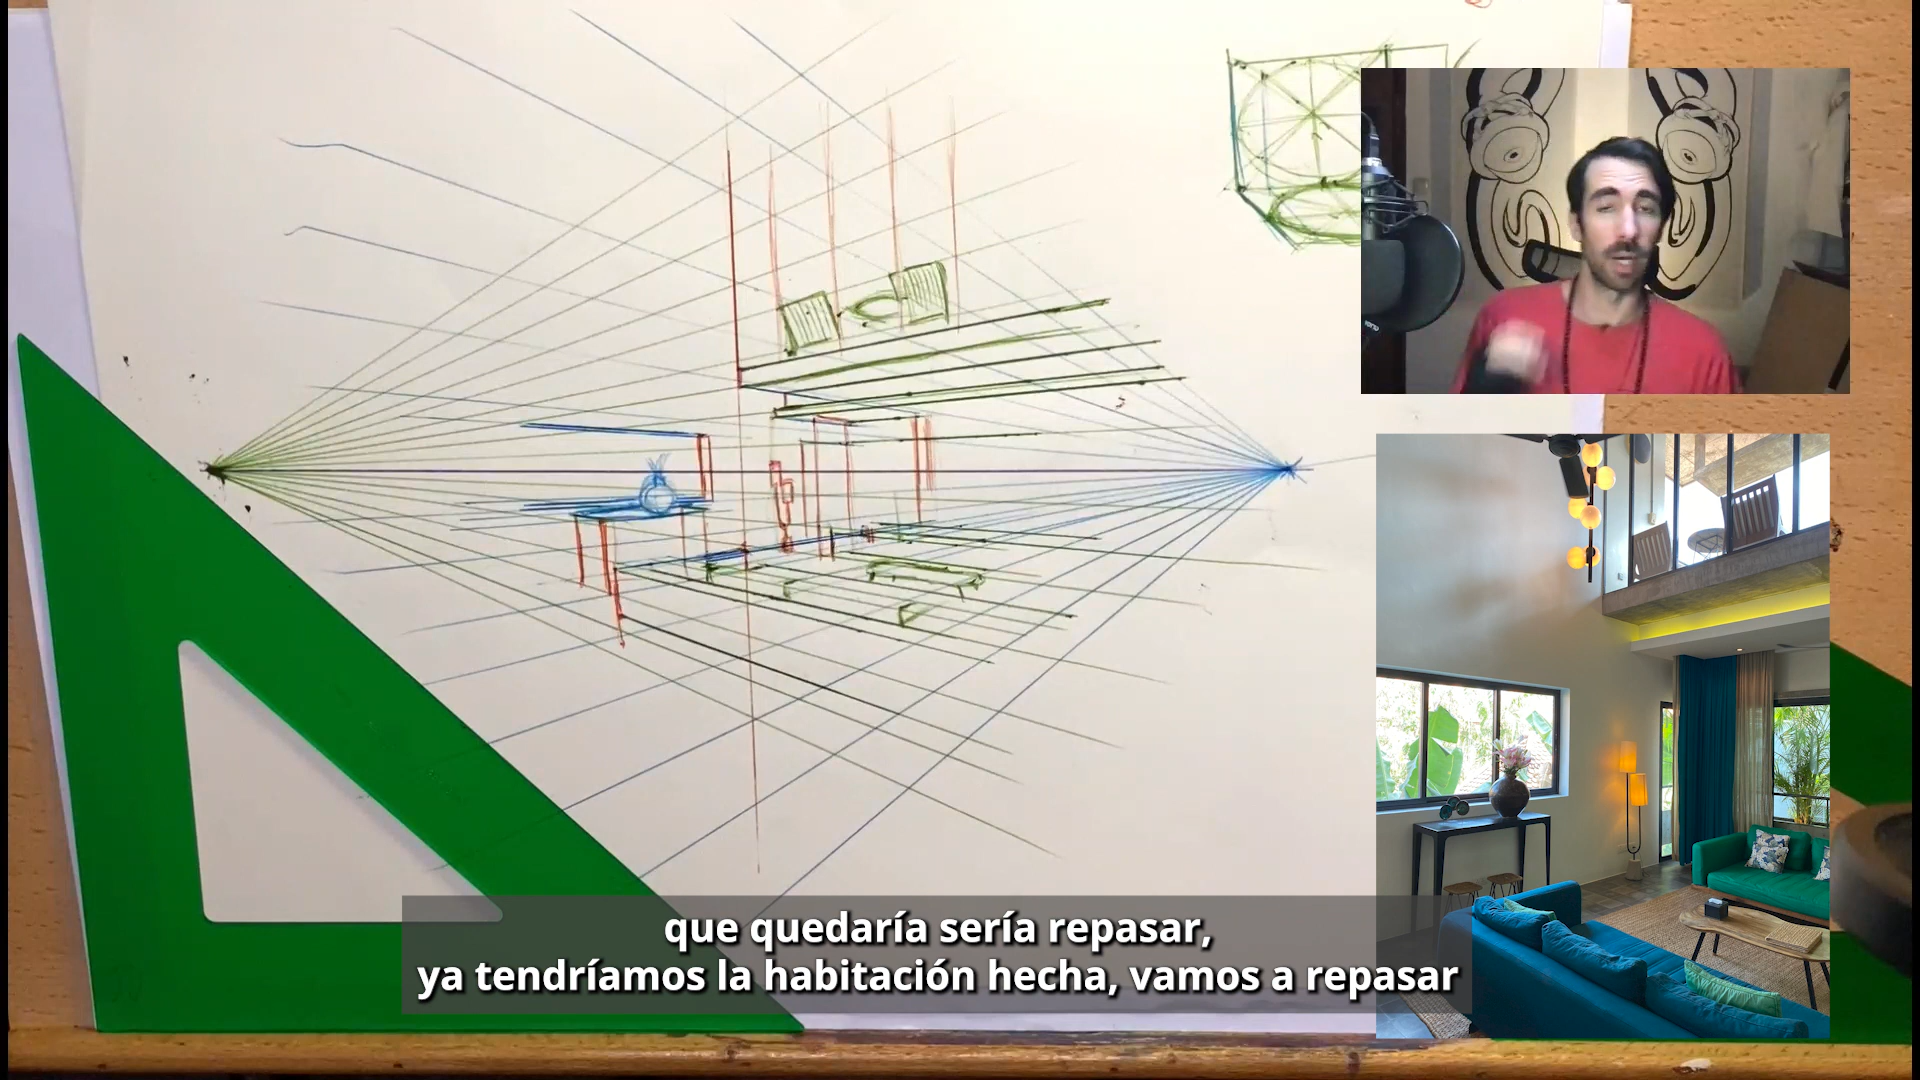 que quedaría sería repasar,
ya tendríamos la habitación hecha, vamos a repasar